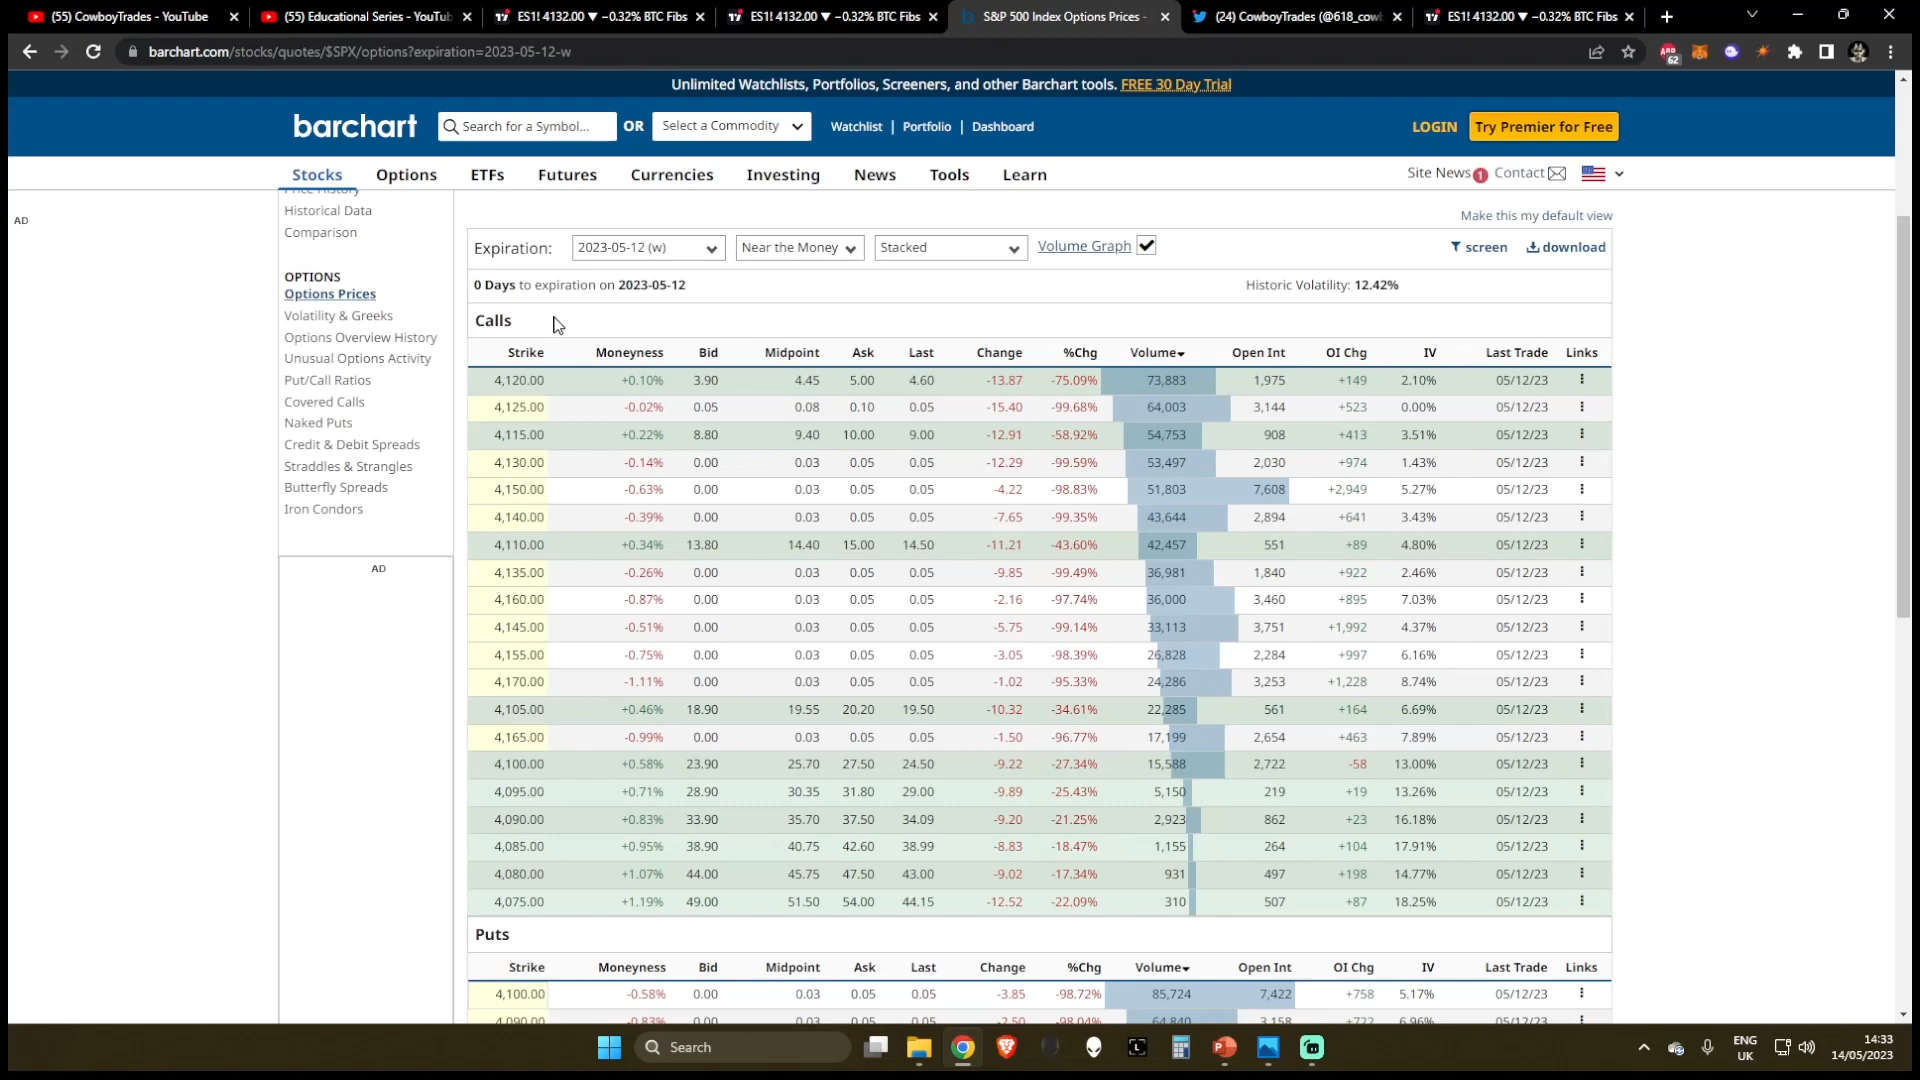 (55) CowboyTrades - YouTube
(55) Educational Series - YouTub
ES1! 4132.00 ▼ −0.32% BTC Fibs
ES1! 4132.00 ▼ −0.32% BTC Fibs
S&P 500 Index Options Prices -
(24) CowboyTrades (@618_cowb
ES1! 4132.00 ▼ −0.32% BTC Fibs
barchart.com/stocks/quotes/$SPX/options?expiration=2023-05-12-w
62
Unlimited Watchlists, Portfolios, Screeners, and other Barchart tools. FREE 30 Day Trial
barchart Search for a Symbol... OR Select a Commodity Watchlist | Portfolio | Dashboard LOGIN Try Premier for Free
Stocks Options ETFs Futures Currencies Investing News Tools Learn Site News 1 Contact
AD
Price History
Historical Data
Comparison
OPTIONS
Options Prices
Volatility & Greeks
Options Overview History
Unusual Options Activity
Put/Call Ratios
Covered Calls
Naked Puts
Credit & Debit Spreads
Straddles & Strangles
Butterfly Spreads
Iron Condors
AD
Make this my default view
Expiration: 2023-05-12 (w) Near the Money Stacked Volume Graph screen download
0 Days to expiration on 2023-05-12 Historic Volatility: 12.42%
Calls
Strike Moneyness Bid Midpoint Ask Last Change %Chg Volume Open Int OI Chg IV Last Trade Links
4,120.00 +0.10% 3.90 4.45 5.00 4.60 -13.87 -75.09% 73,883 1,975 +149 2.10% 05/12/23
4,125.00 -0.02% 0.05 0.08 0.10 0.05 -15.40 -99.68% 64,003 3,144 +523 0.00% 05/12/23
4,115.00 +0.22% 8.80 9.40 10.00 9.00 -12.91 -58.92% 54,753 908 +413 3.51% 05/12/23
4,130.00 -0.14% 0.00 0.03 0.05 0.05 -12.29 -99.59% 53,497 2,030 +974 1.43% 05/12/23
4,150.00 -0.63% 0.00 0.03 0.05 0.05 -4.22 -98.83% 51,803 7,608 +2,949 5.27% 05/12/23
4,140.00 -0.39% 0.00 0.03 0.05 0.05 -7.65 -99.35% 43,644 2,894 +641 3.43% 05/12/23
4,110.00 +0.34% 13.80 14.40 15.00 14.50 -11.21 -43.60% 42,457 551 +89 4.80% 05/12/23
4,135.00 -0.26% 0.00 0.03 0.05 0.05 -9.85 -99.49% 36,981 1,840 +922 2.46% 05/12/23
4,160.00 -0.87% 0.00 0.03 0.05 0.05 -2.16 -97.74% 36,000 3,460 +895 7.03% 05/12/23
4,145.00 -0.51% 0.00 0.03 0.05 0.05 -5.75 -99.14% 33,113 3,751 +1,992 4.37% 05/12/23
4,155.00 -0.75% 0.00 0.03 0.05 0.05 -3.05 -98.39% 26,828 2,284 +997 6.16% 05/12/23
4,170.00 -1.11% 0.00 0.03 0.05 0.05 -1.02 -95.33% 24,286 3,253 +1,228 8.74% 05/12/23
4,105.00 +0.46% 18.90 19.55 20.20 19.50 -10.32 -34.61% 22,285 561 +164 6.69% 05/12/23
4,165.00 -0.99% 0.00 0.03 0.05 0.05 -1.50 -96.77% 17,199 2,654 +463 7.89% 05/12/23
4,100.00 +0.58% 23.90 25.70 27.50 24.50 -9.22 -27.34% 15,588 2,722 -58 13.00% 05/12/23
4,095.00 +0.71% 28.90 30.35 31.80 29.00 -9.89 -25.43% 5,150 219 +19 13.26% 05/12/23
4,090.00 +0.83% 33.90 35.70 37.50 34.09 -9.20 -21.25% 2,923 862 +23 16.18% 05/12/23
4,085.00 +0.95% 38.90 40.75 42.60 38.99 -8.83 -18.47% 1,155 264 +104 17.91% 05/12/23
4,080.00 +1.07% 44.00 45.75 47.50 43.00 -9.02 -17.34% 931 497 +198 14.77% 05/12/23
4,075.00 +1.19% 49.00 51.50 54.00 44.15 -12.52 -22.09% 310 507 +87 18.25% 05/12/23
Puts
Strike Moneyness Bid Midpoint Ask Last Change %Chg Volume Open Int OI Chg IV Last Trade Links
4,100.00 -0.58% 0.00 0.03 0.05 0.05 -3.85 -98.72% 85,724 7,422 +758 5.17% 05/12/23
4,090.00 -0.83% 0.00 0.03 0.05 0.05 -2.50 -98.04% 64,840 3,158 +722 6.96% 05/12/23
Search
ENG
UK
14:33
14/05/2023